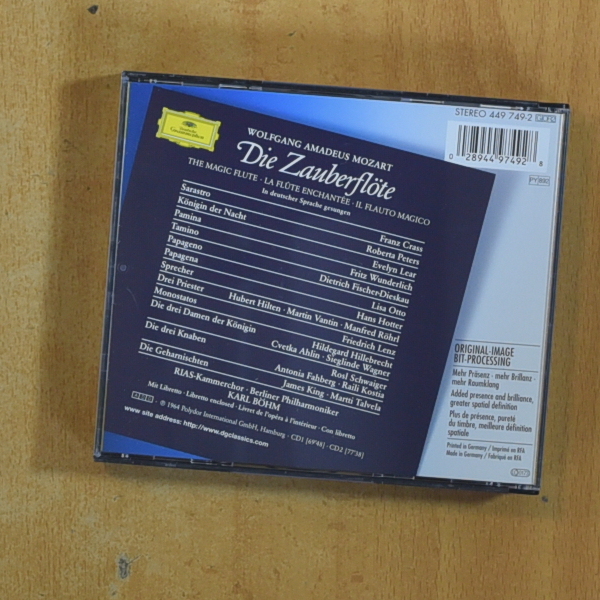 STEREO 449 749-2
0 28944 97492 8
Deutsche Grammophon
WOLFGANG AMADEUS MOZART
Die Zauberflöte
THE MAGIC FLUTE · LA FLÛTE ENCHANTÉE · IL FLAUTO MAGICO
In deutscher Sprache gesungen
Sarastro Franz Crass
Königin der Nacht Roberta Peters
Pamina Evelyn Lear
Tamino Fritz Wunderlich
Papageno Dietrich Fischer-Dieskau
Papagena Lisa Otto
Sprecher Hans Hotter
Drei Priester Hubert Hilten · Martin Vantin · Manfred Röhrl
Monostatos Friedrich Lenz
Die drei Damen der Königin Hildegard Hillebrecht
Cvetka Ahlin · Sieglinde Wagner
Die drei Knaben Rosl Schwaiger
Antonia Fahberg · Raili Kostia
Die Geharnischten James King · Martti Talvela
RIAS-Kammerchor · Berliner Philharmoniker
KARL BÖHM
Mit Libretto · Libretto enclosed · Livret de l'opéra à l'intérieur · Con libretto
℗ 1964 Polydor International GmbH, Hamburg · CD1 [69'48] · CD2 [77'38]
www site address: http://www.dgclassics.com
ORIGINAL-IMAGE
BIT-PROCESSING
Mehr Präsenz · mehr Brillanz ·
mehr Raumklang
Added presence and brilliance,
greater spatial definition
Plus de présence, pureté
du timbre, meilleure définition
spatiale
Printed in Germany / Imprimé en RFA
Made in Germany / Fabriqué en RFA